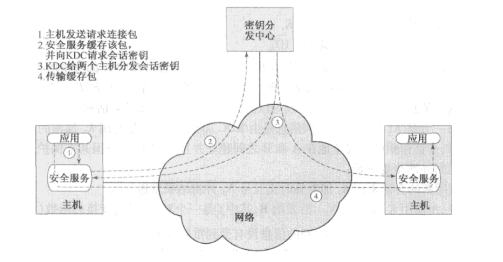 密钥分
发中心
1.主机发送请求连接包
2.安全服务缓存该包，
并向KDC请求会话密钥
3.KDC给两个主机分发会话密钥
4.传输缓存包
应用
①
安全服务
主机
②
③
④
网络
应用
安全服务
主机